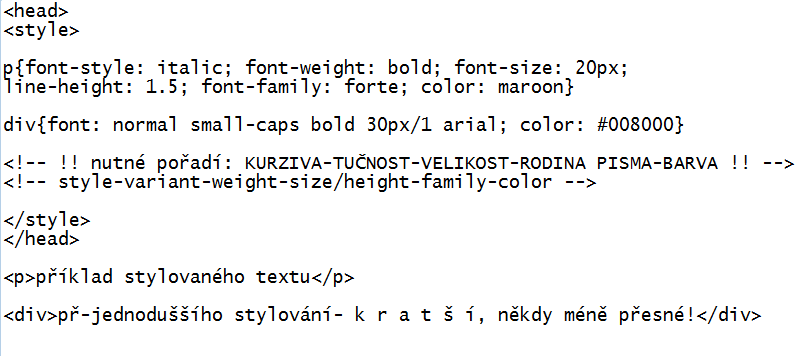 <head>
<style>
p{font-style: italic; font-weight: bold; font-size: 20px;
line-height: 1.5; font-family: forte; color: maroon}
div{font: normal small-caps bold 30px/1 arial; color: #008000}
<!-- !! nutné pořadí: KURZIVA-TUČNOST-VELIKOST-RODINA PISMA-BARVA !! -->
<!-- style-variant-weight-size/height-family-color -->
</style>
</head>
<p>příklad stylovaného textu</p>
<div>př-jednoduššího stylování- k r a t š í, někdy méně přesné!</div>